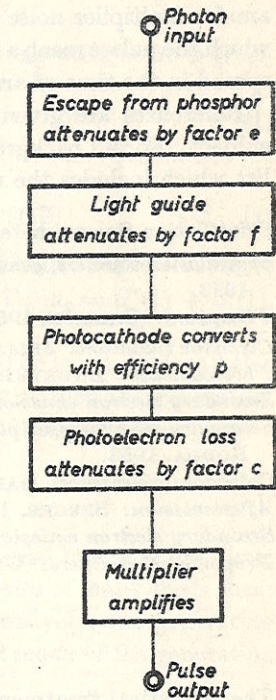 Photon
input
Escape from phosphor
attenuates by factor e
Light guide
attenuates by factor f
Photocathode converts
with efficiency p
Photoelectron loss
attenuates by factor c
Multiplier
amplifies
Pulse
output